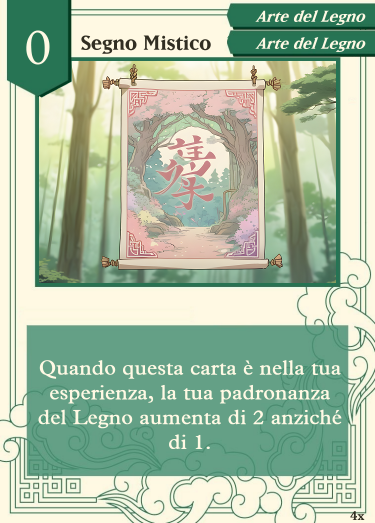 0
Segno Mistico
Arte del Legno
Arte del Legno
Quando questa carta è nella tua
esperienza, la tua padronanza
del Legno aumenta di 2 anziché
di 1.
4x